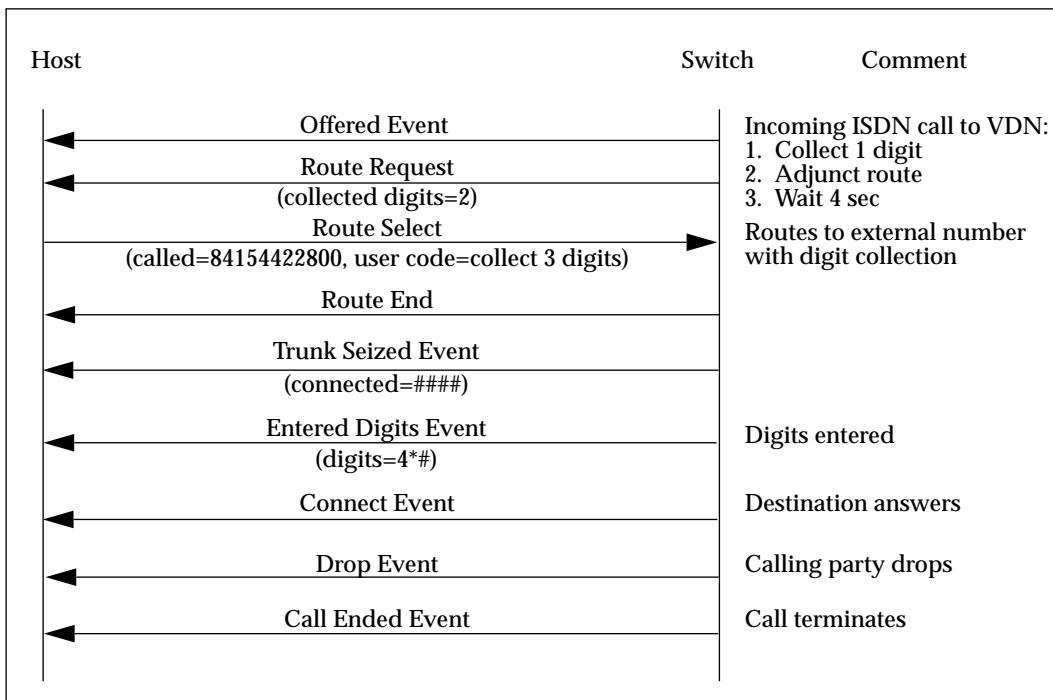 Host
Switch
Comment
Offered Event
Incoming ISDN call to VDN:
1. Collect 1 digit
Route Request
2. Adjunct route
(collected digits=2)
3. Wait 4 sec
Route Select
Routes to external number
(called=84154422800, user code=collect 3 digits)
with digit collection
Route End
Trunk Seized Event
(connected=####)
Entered Digits Event
Digits entered
(digits=4*#)
Connect Event
Destination answers
Drop Event
Calling party drops
Call Ended Event
Call terminates